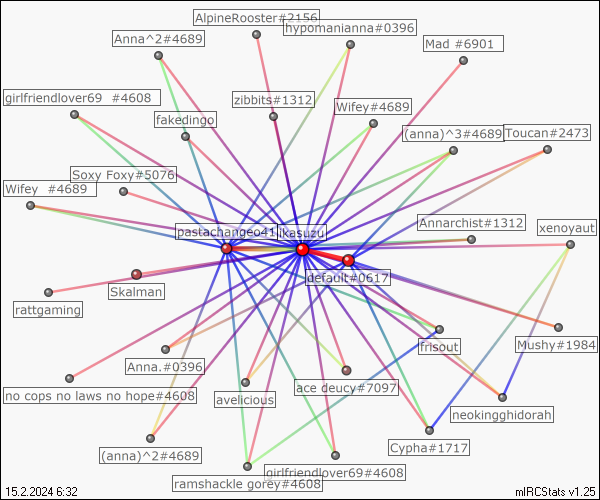 AlpineRooster#2156
hypomanianna#0396
Anna^2#4689
Mad #6901
girlfriendlover69  #4608
zibbits#1312
Wifey#4689
fakedingo
(anna)^3#4689
Toucan#2473
Soxy Foxy#5076
Wifey  #4689
Annarchist#1312
pastachangeo41
ikasuzu
xenoyaut
default#0617
Skalman
rattgaming
frisout
Mushy#1984
Anna.#0396
no cops no laws no hope#4608
ace deucy#7097
avelicious
neokingghidorah
Cypha#1717
(anna)^2#4689
girlfriendlover69#4608
ramshackle gorey#4608
15.2.2024 6:32
mIRCStats v1.25